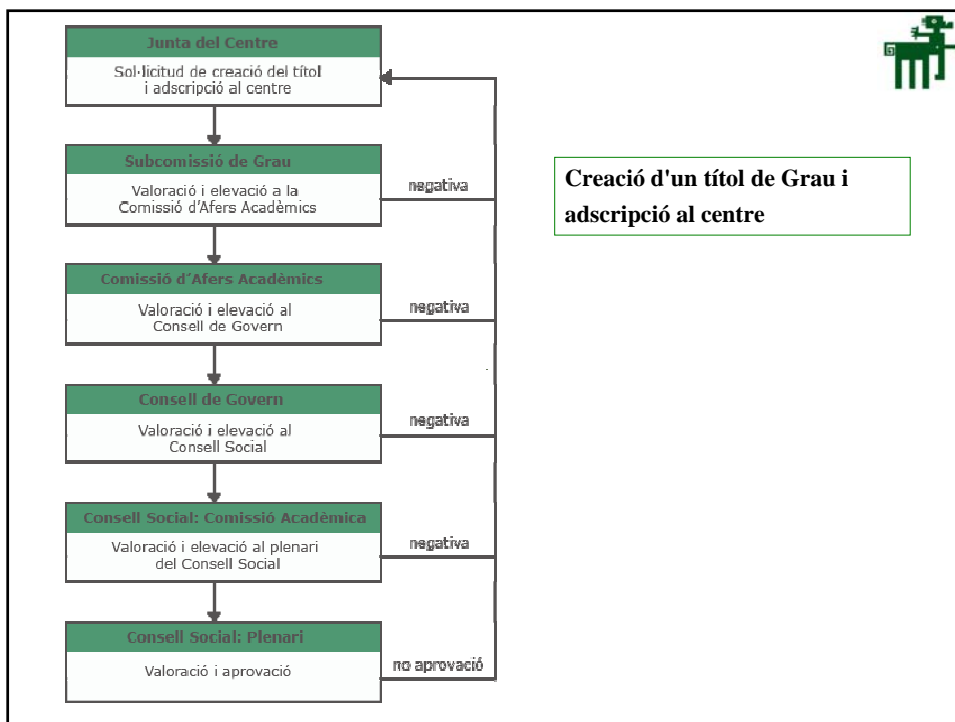 Junta del Centre
Sol·licitud de creació del títol
i adscripció al centre
Subcomissió de Grau
Valoració i elevació a la
Comissió d'Afers Acadèmics
negativa
Creació d'un títol de Grau i
adscripció al centre
Comissió d'Afers Acadèmics
Valoració i elevació al
Consell de Govern
negativa
Consell de Govern
Valoració i elevació al
Consell Social
negativa
Consell Social: Comissió Acadèmica
Valoració i elevació al plenari
del Consell Social
negativa
Consell Social: Plenari
Valoració i aprovació
no aprovació